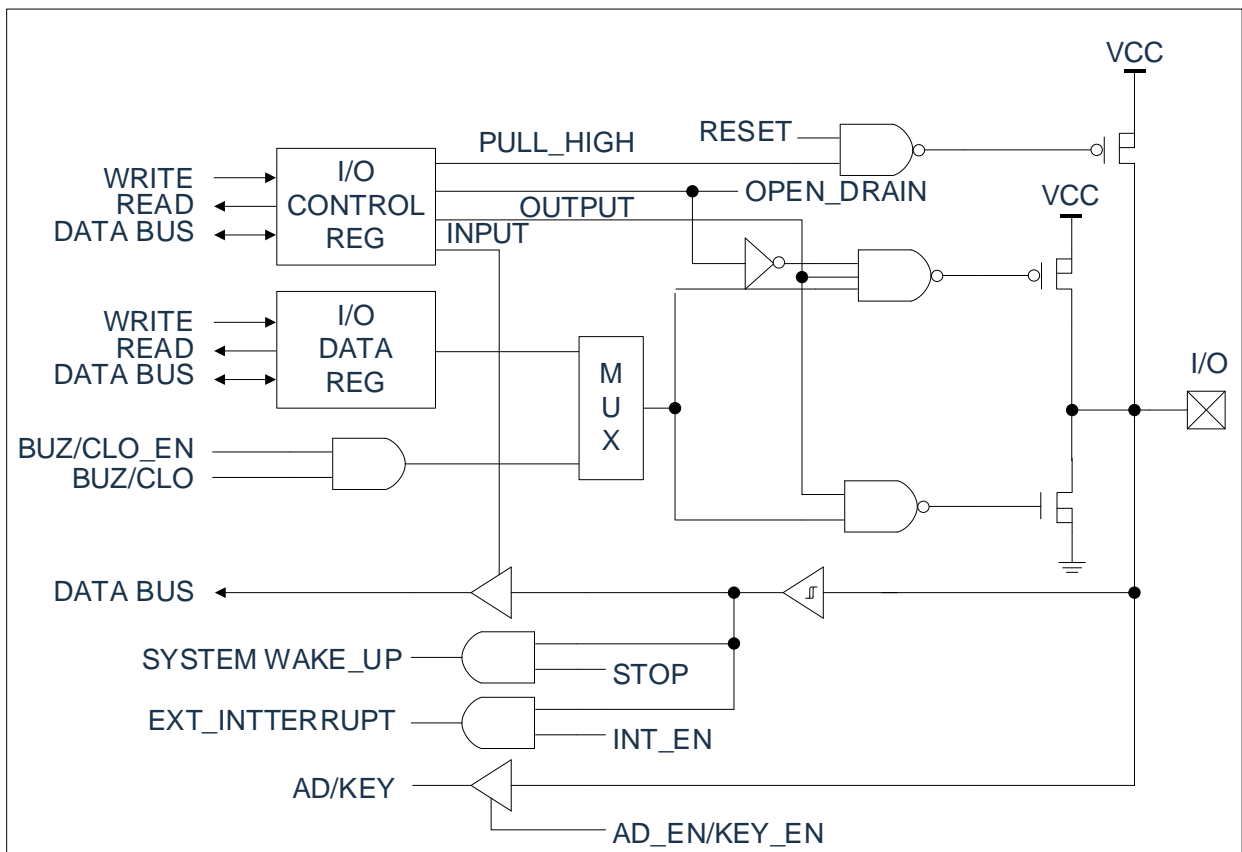 VCC
RESET
PULL_HIGH
WRITE
READ
DATA BUS
I/O
CONTROL
REG
OPEN_DRAIN
OUTPUT
INPUT
VCC
WRITE
READ
DATA BUS
I/O
DATA
REG
M
U
X
I/O
BUZ/CLO_EN
BUZ/CLO
DATA BUS
SYSTEM WAKE_UP
STOP
EXT_INTTERRUPT
INT_EN
AD/KEY
AD_EN/KEY_EN